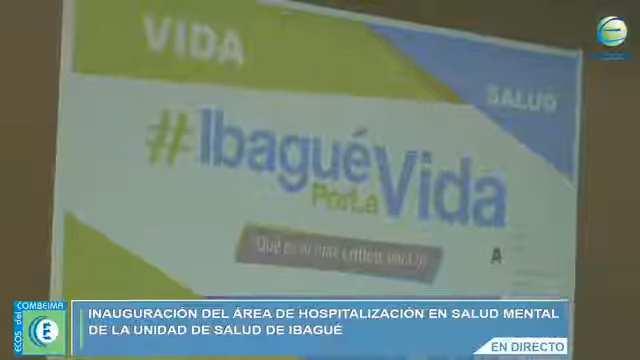 VIDA
SALUD
#Ibagué
PorLa Vida
A
COMBEIMA
ECOS del
INAUGURACIÓN DEL ÁREA DE HOSPITALIZACIÓN EN SALUD MENTAL
DE LA UNIDAD DE SALUD DE IBAGUÉ
EN DIRECTO